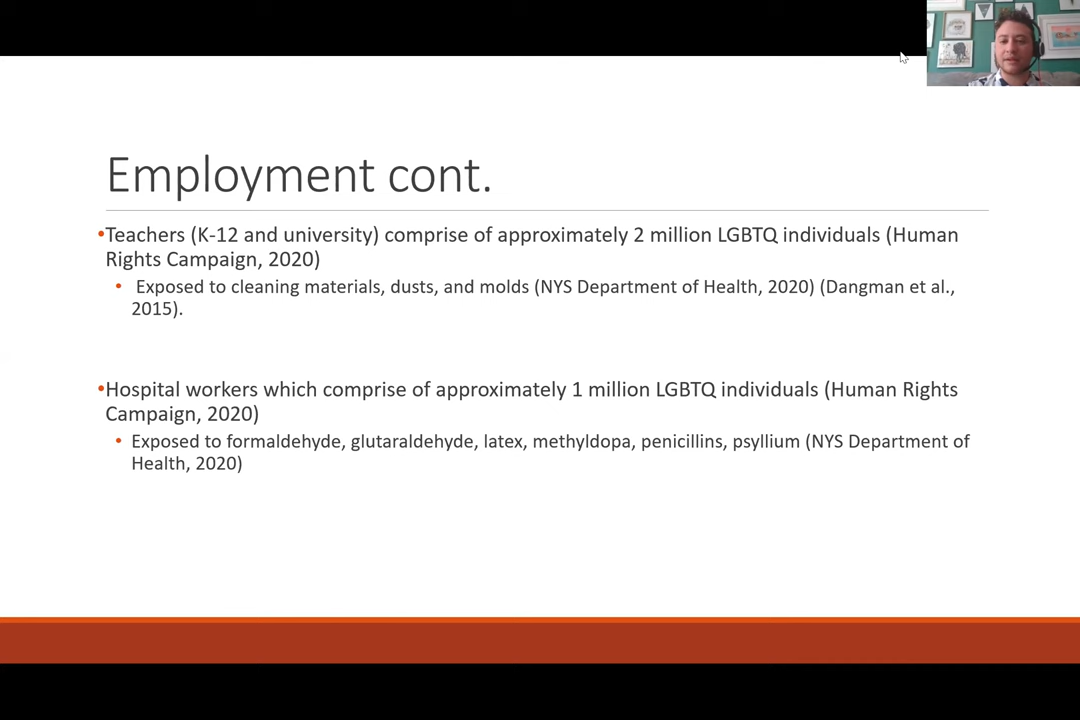 Employment cont.
•Teachers (K-12 and university) comprise of approximately 2 million LGBTQ individuals (Human
Rights Campaign, 2020)
• Exposed to cleaning materials, dusts, and molds (NYS Department of Health, 2020) (Dangman et al.,
2015).
•Hospital workers which comprise of approximately 1 million LGBTQ individuals (Human Rights
Campaign, 2020)
• Exposed to formaldehyde, glutaraldehyde, latex, methyldopa, penicillins, psyllium (NYS Department of
Health, 2020)